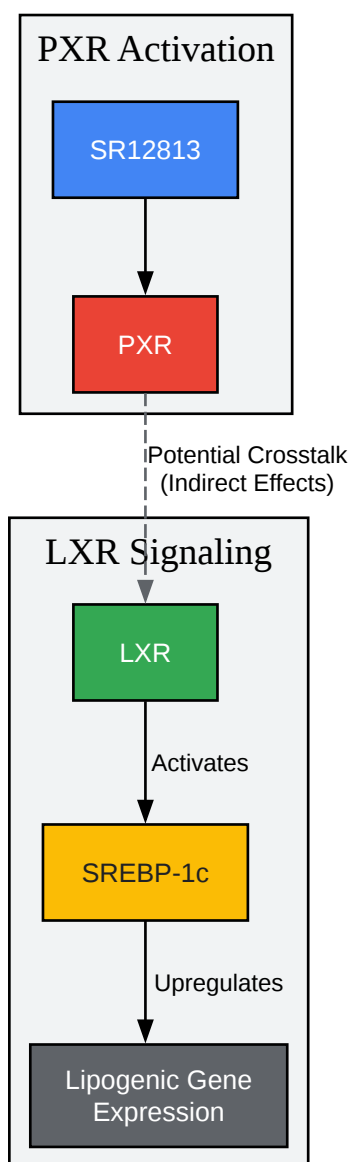 PXR Activation
SR12813
PXR
Potential Crosstalk
(Indirect Effects)
LXR Signaling
LXR
Activates
SREBP-1c
Upregulates
Lipogenic Gene
Expression